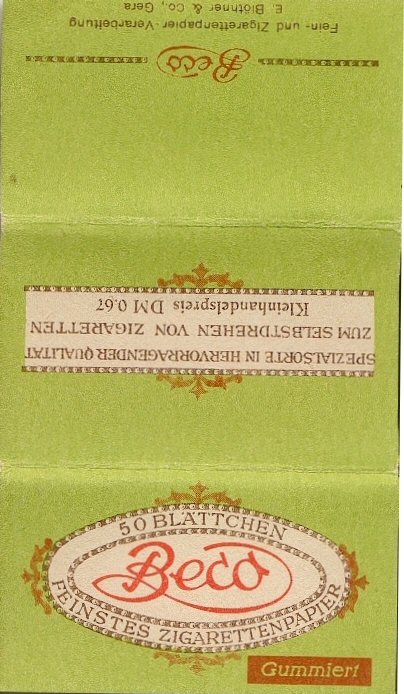 Fein- und Zigarettenpapier-Verarbeitung
E. Blöttner & Co., Gera
Beco
SPEZIALSORTE IN HERVORRAGENDER QUALITÄT
ZUM SELBSTDREHEN VON ZIGARETTEN
Kleinhandelspreis DM 0.67
50 BLÄTTCHEN
Beco
FEINSTES ZIGARETTENPAPIER
Gummiert